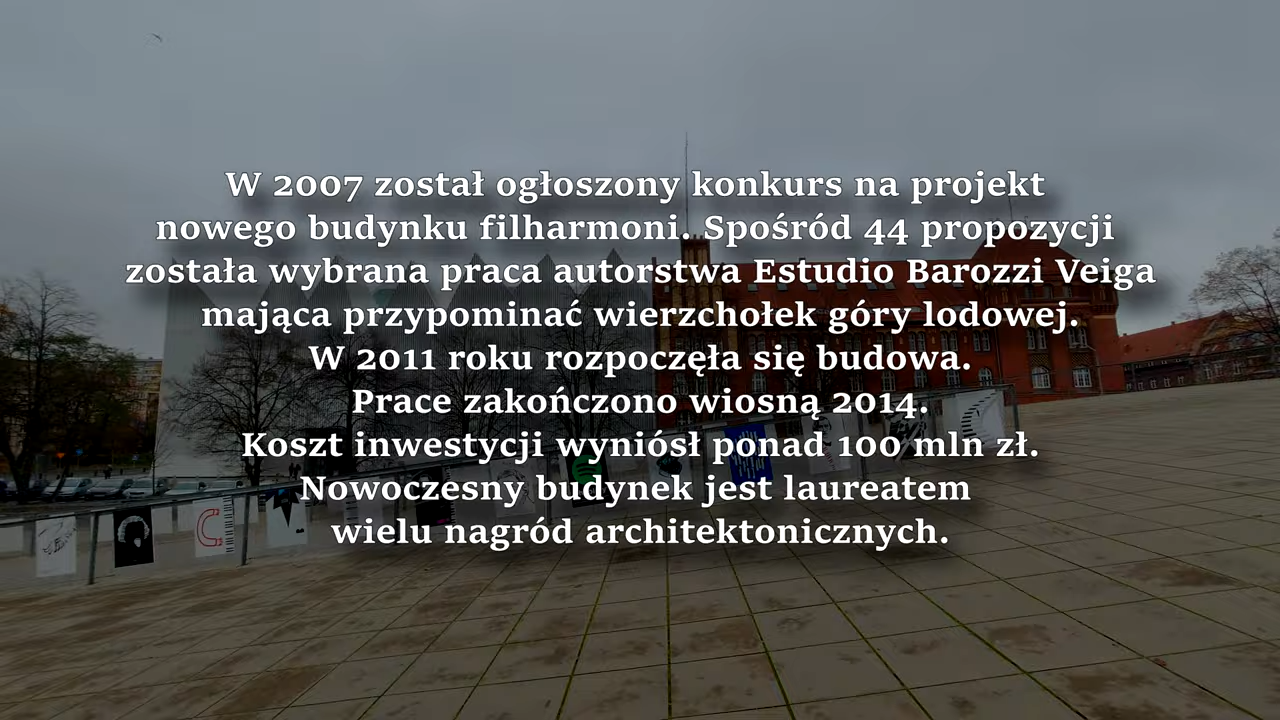 W 2007 został ogłoszony konkurs na projekt
nowego budynku filharmoni. Spośród 44 propozycji
została wybrana praca autorstwa Estudio Barozzi Veiga
mająca przypominać wierzchołek góry lodowej.
W 2011 roku rozpoczęła się budowa.
Prace zakończono wiosną 2014.
Koszt inwestycji wyniósł ponad 100 mln zł.
Nowoczesny budynek jest laureatem
wielu nagród architektonicznych.